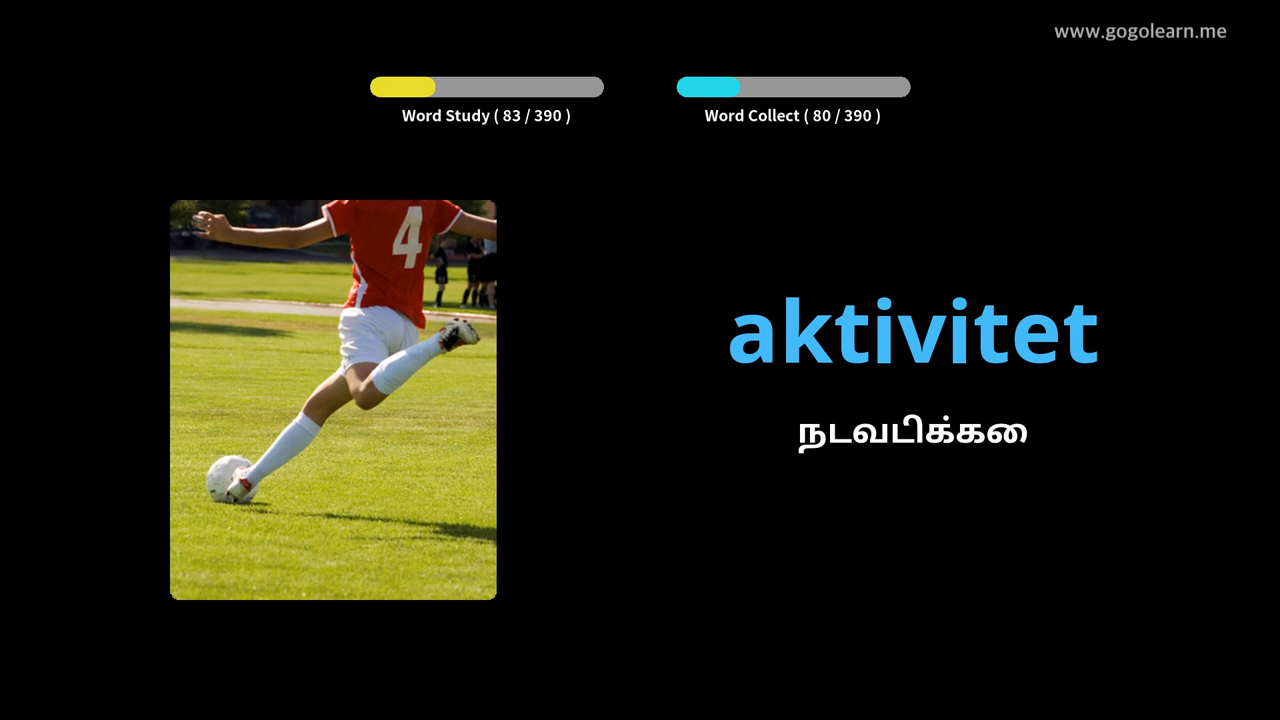 www.gogolearn.me
Word Study ( 83 / 390 )
Word Collect ( 80 / 390 )
4
aktivitet
நடவடிக்கை